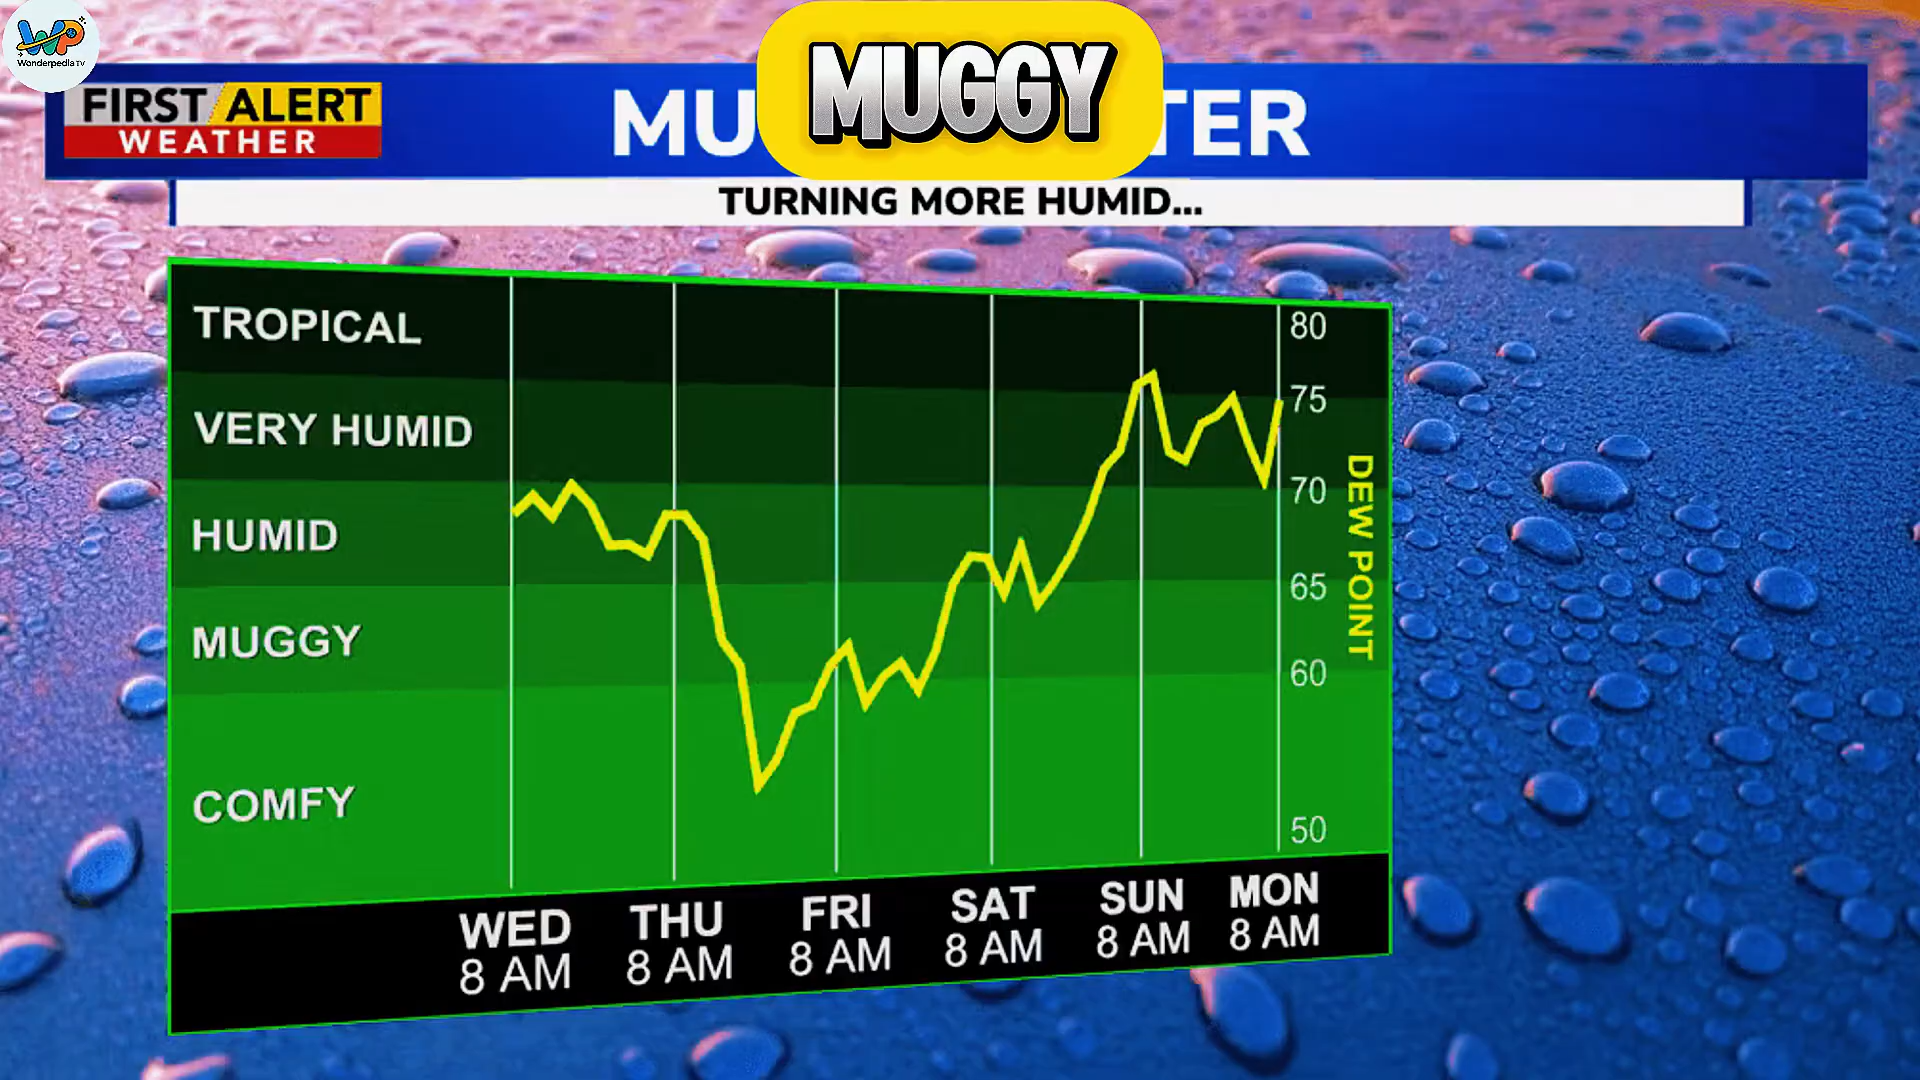 WP
Wonderpedia TV
FIRST ALERT
WEATHER
MU
MUGGY
TER
TURNING MORE HUMID...
TROPICAL
VERY HUMID
HUMID
MUGGY
COMFY
80
75
70
65
60
50
DEW POINT
WED
8 AM
THU
8 AM
FRI
8 AM
SAT
8 AM
SUN
8 AM
MON
8 AM